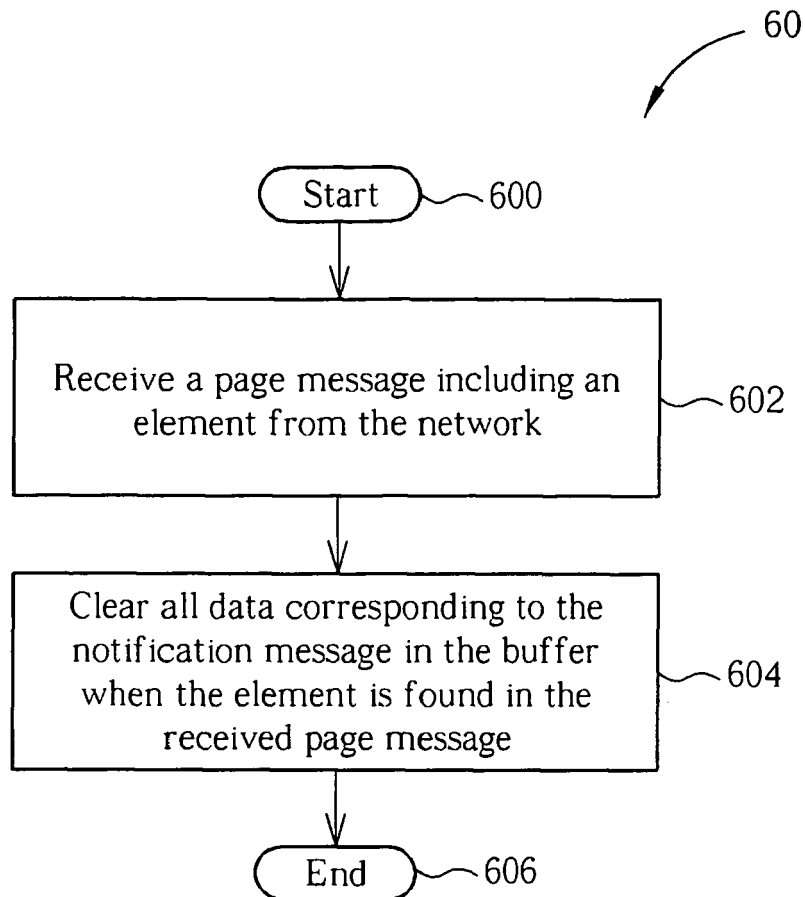 60
Start
600
Receive a page message including an
element from the network
602
Clear all data corresponding to the
notification message in the buffer
when the element is found in the
received page message
604
End
606